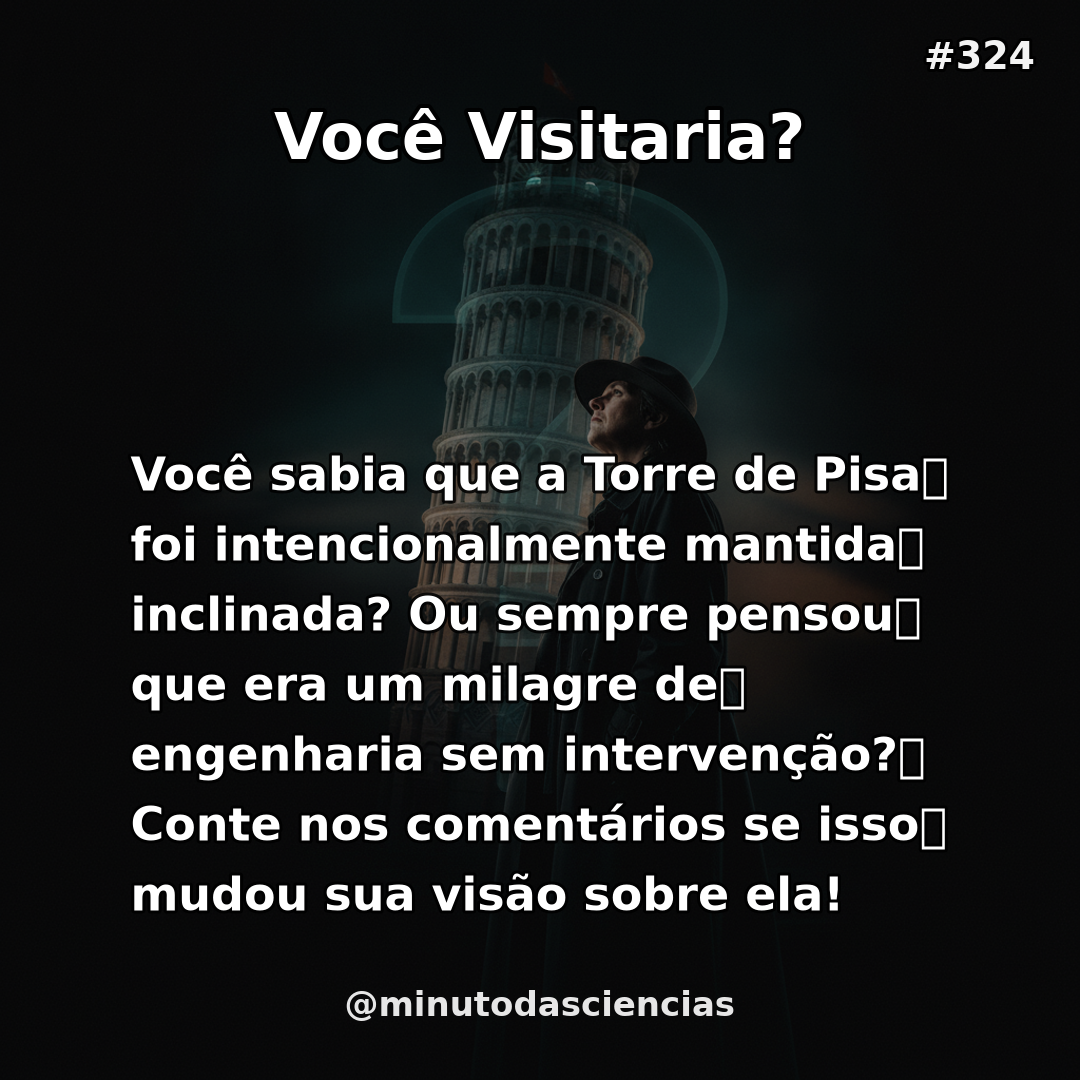 #324
Você Visitaria?
Você sabia que a Torre de Pisa▯
foi intencionalmente mantida▯
inclinada? Ou sempre pensou▯
que era um milagre de▯
engenharia sem intervenção?▯
Conte nos comentários se isso▯
mudou sua visão sobre ela!
@minutodasciencias